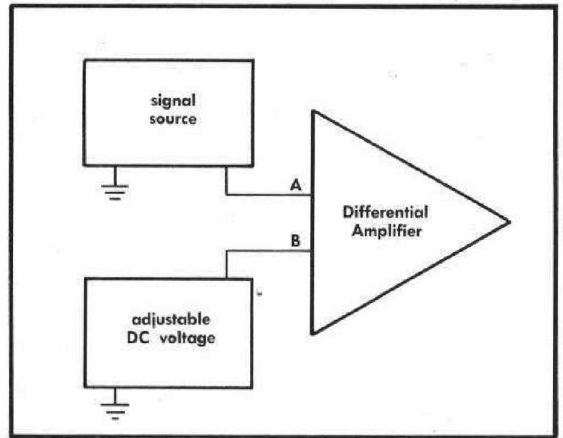 signal
source
A
Differential
Amplifier
B
adjustable
DC voltage